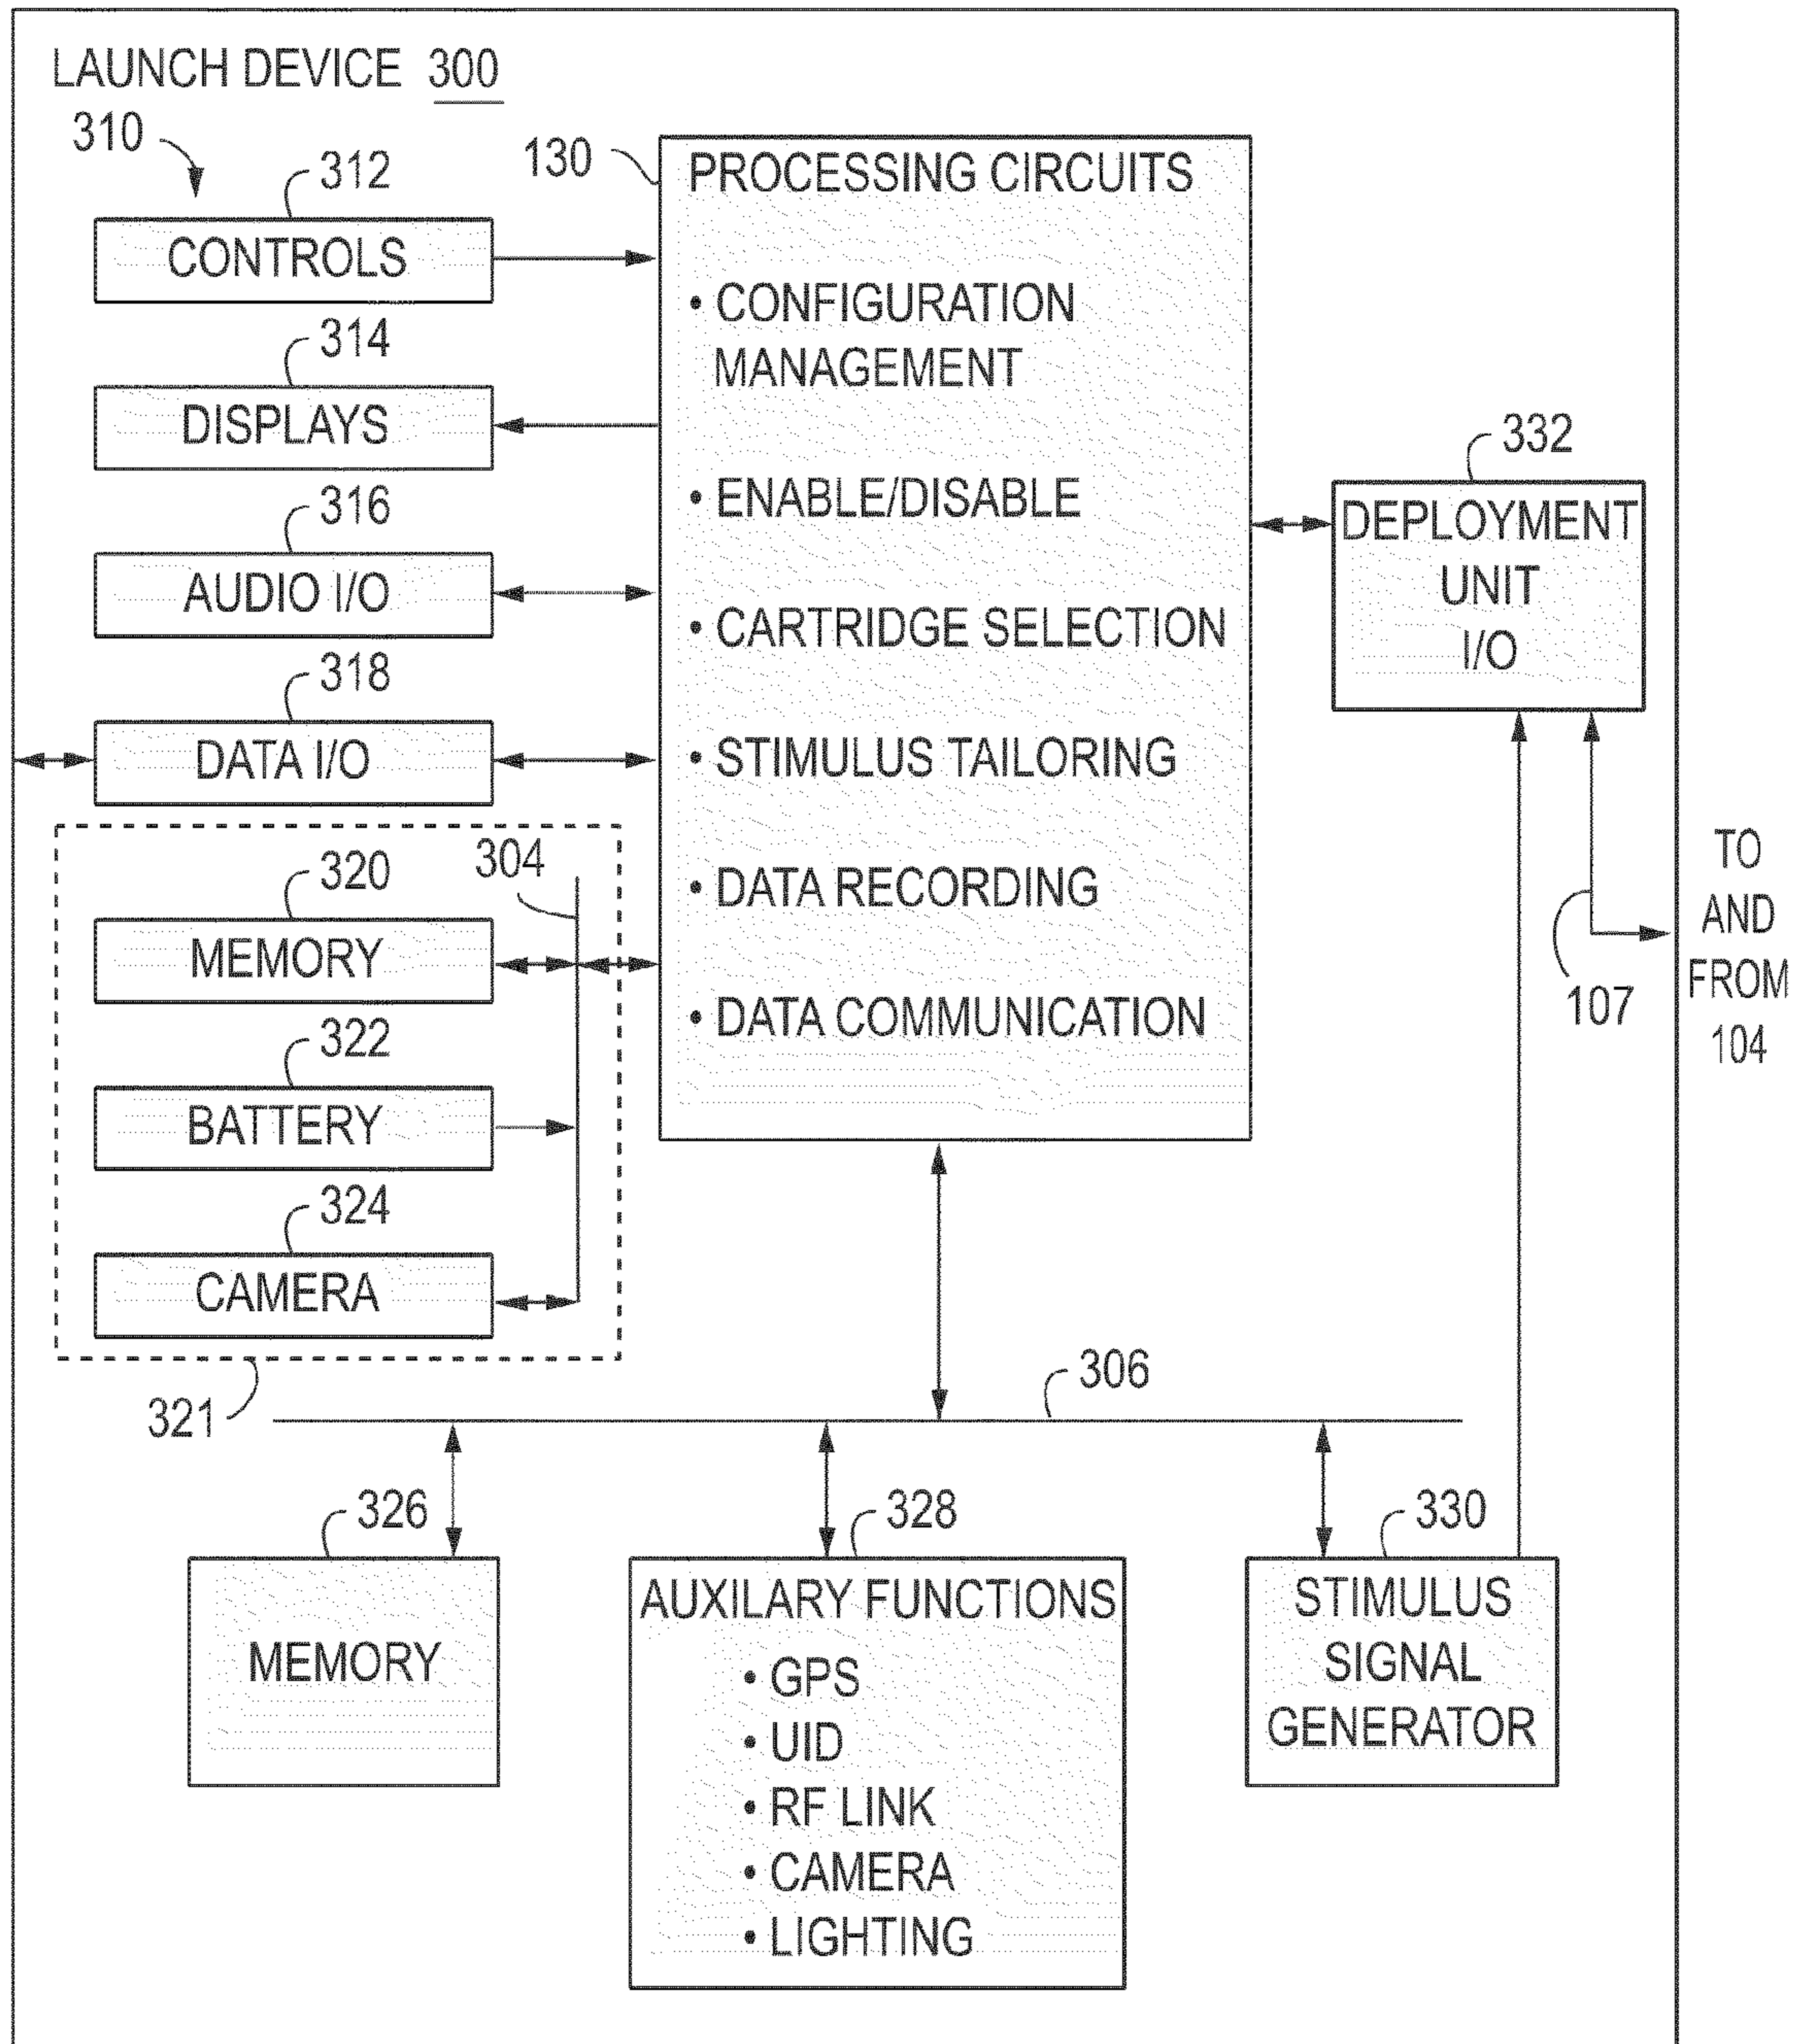 LAUNCH DEVICE 300
310
312
CONTROLS
314
DISPLAYS
316
AUDIO I/O
318
DATA I/O
320
304
MEMORY
322
BATTERY
324
CAMERA
321
130
PROCESSING CIRCUITS
• CONFIGURATION
MANAGEMENT
• ENABLE/DISABLE
• CARTRIDGE SELECTION
• STIMULUS TAILORING
• DATA RECORDING
• DATA COMMUNICATION
332
DEPLOYMENT
UNIT
I/O
107
TO
AND
FROM
104
306
326
MEMORY
328
AUXILARY FUNCTIONS
• GPS
• UID
• RF LINK
• CAMERA
• LIGHTING
330
STIMULUS
SIGNAL
GENERATOR